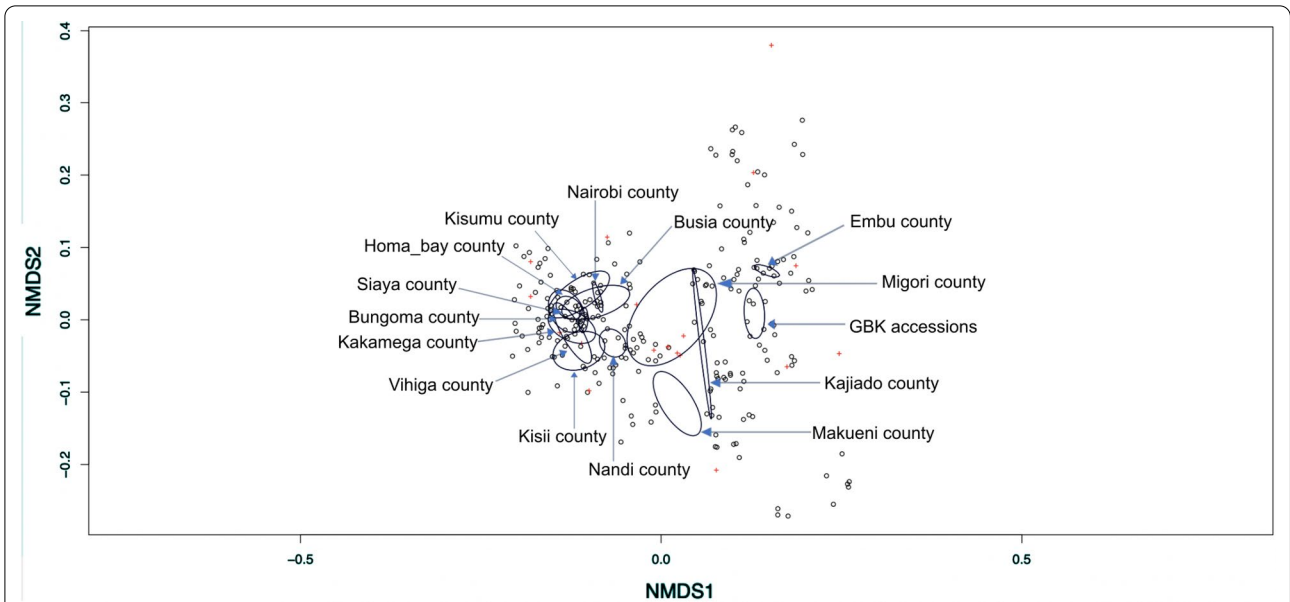 0.4
0.3
0.2
0.1
0.0
−0.1
−0.2
NMDS2
Nairobi county
Kisumu county
Busia county
Embu county
Homa_bay county
Siaya county
Migori county
Bungoma county
GBK accessions
Kakamega county
Vihiga county
Kajiado county
Kisii county
Makueni county
Nandi county
−0.5
0.0
0.5
NMDS1